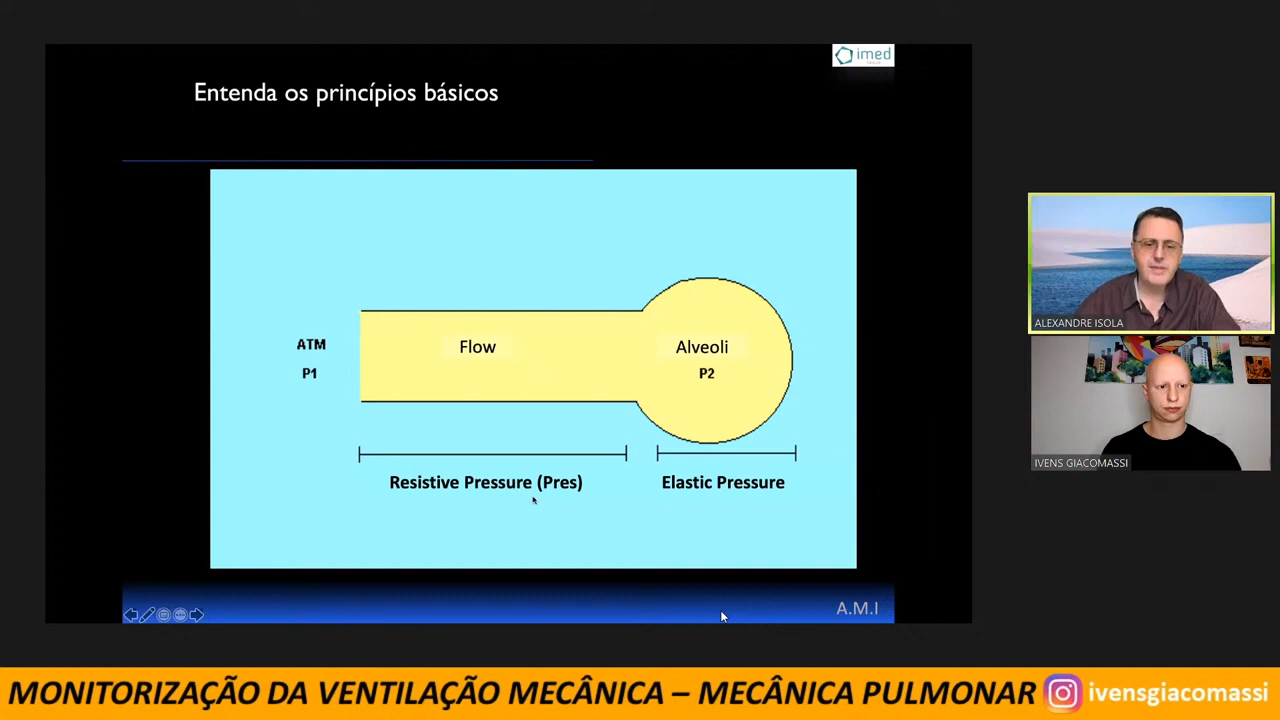 imed
Entenda os princípios básicos
ATM
P1
Flow
Alveoli
P2
Resistive Pressure (Pres)
Elastic Pressure
A.M.I
ALEXANDRE ISOLA
IVENS GIACOMASSI
MONITORIZAÇÃO DA VENTILAÇÃO MECÂNICA – MECÂNICA PULMONAR
ivensgiacomassi